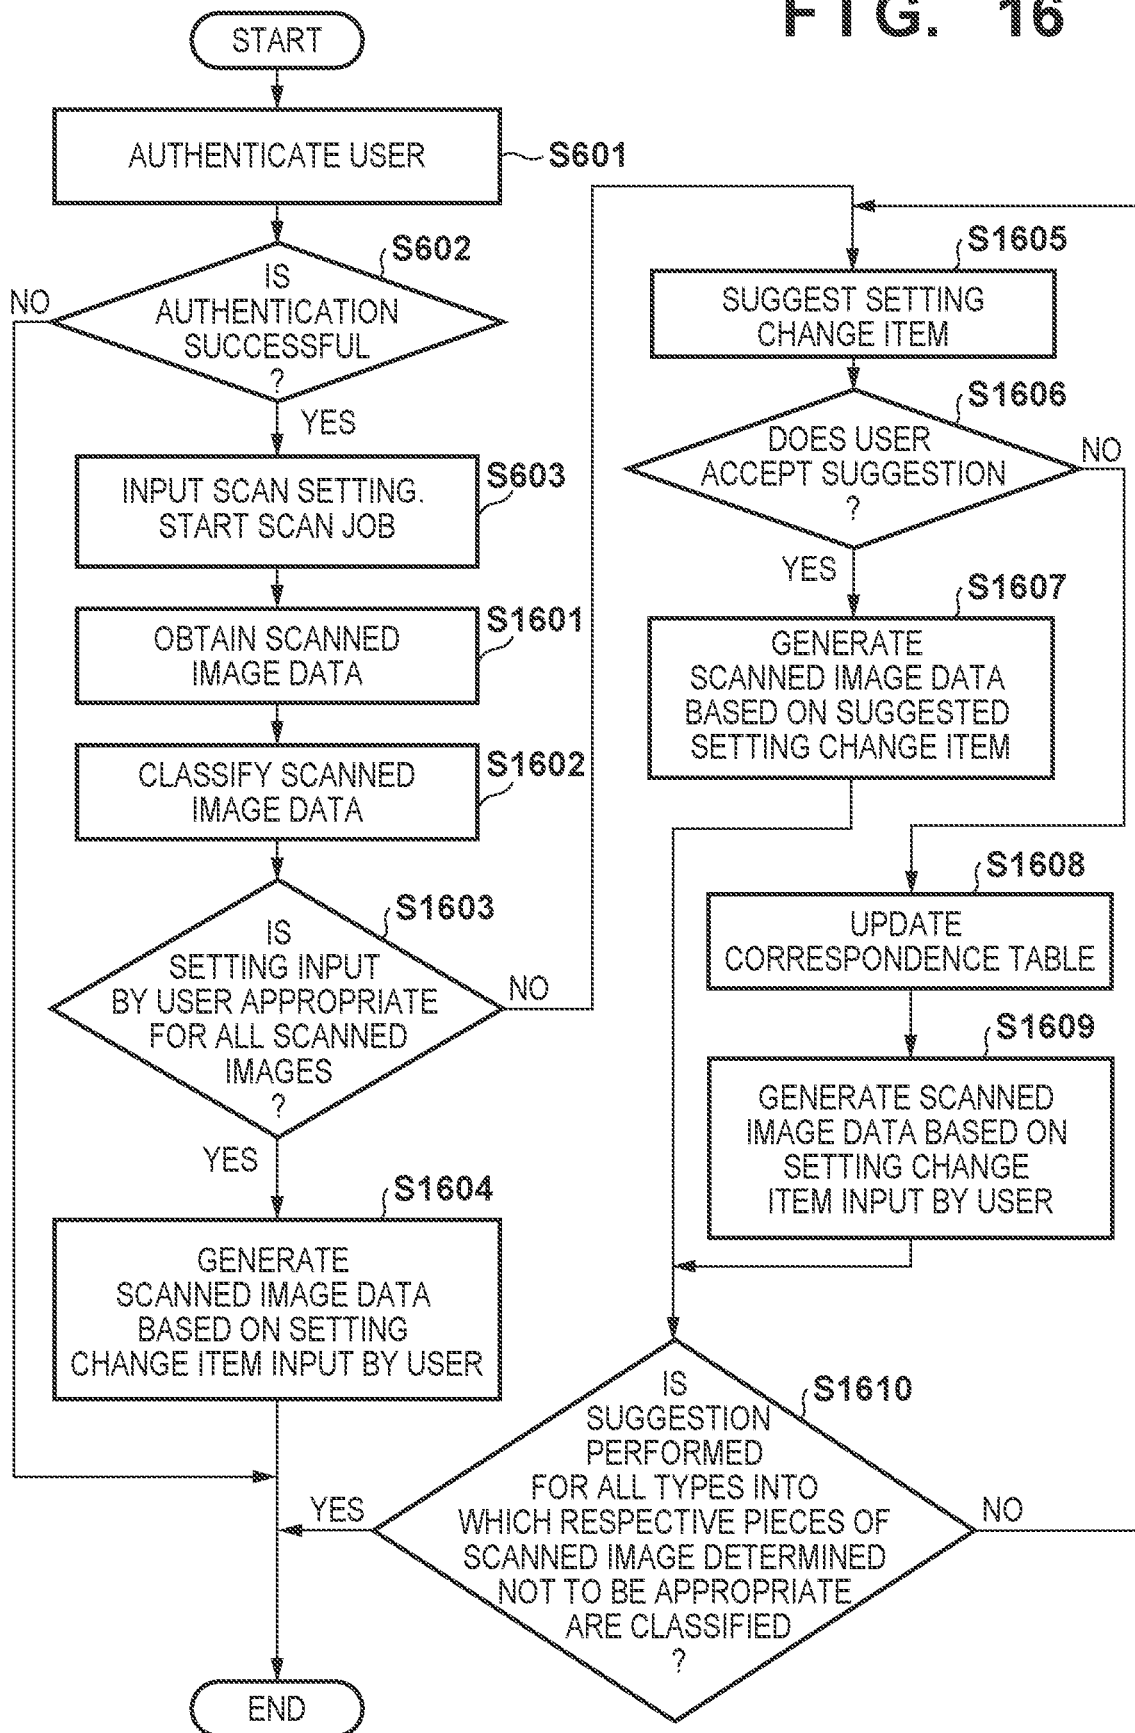 FIG. 16
START
AUTHENTICATE USER
S601
S602
IS
AUTHENTICATION
SUCCESSFUL
?
NO
YES
S603
INPUT SCAN SETTING.
START SCAN JOB
S1601
OBTAIN SCANNED
IMAGE DATA
S1602
CLASSIFY SCANNED
IMAGE DATA
S1603
IS
SETTING INPUT
BY USER APPROPRIATE
FOR ALL SCANNED
IMAGES
?
NO
YES
S1604
GENERATE
SCANNED IMAGE DATA
BASED ON SETTING
CHANGE ITEM INPUT BY USER
S1605
SUGGEST SETTING
CHANGE ITEM
S1606
DOES USER
ACCEPT SUGGESTION
?
NO
YES
S1607
GENERATE
SCANNED IMAGE DATA
BASED ON SUGGESTED
SETTING CHANGE ITEM
S1608
UPDATE
CORRESPONDENCE TABLE
S1609
GENERATE SCANNED
IMAGE DATA BASED ON
SETTING CHANGE
ITEM INPUT BY USER
S1610
IS
SUGGESTION
PERFORMED
FOR ALL TYPES INTO
WHICH RESPECTIVE PIECES OF
SCANNED IMAGE DETERMINED
NOT TO BE APPROPRIATE
ARE CLASSIFIED
?
YES
NO
END